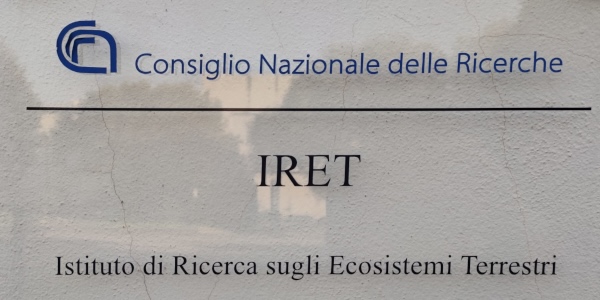 Consiglio Nazionale delle Ricerche
IRET
Istituto di Ricerca sugli Ecosistemi Terrestri